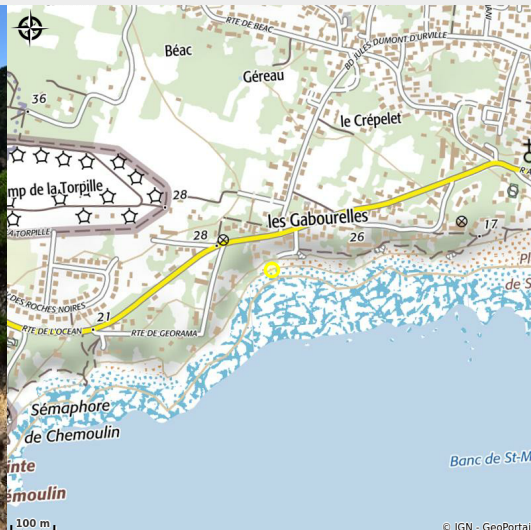 RTE DE BEAC
BD JULES DUMONT D'URVILLE
Béac
Géreau
36
le Crépelet
mp de la Torpille
28
les Gabourelles
17
LA TORPILLE
28
26
DES ROCHES NOIRES
21
RTE DE L'OCEAN
RTE DE GEORAMA
Sémaphore
de Chemoulin
Banc de St-M
inte
émoulin
100 m
© IGN - GeoPortai